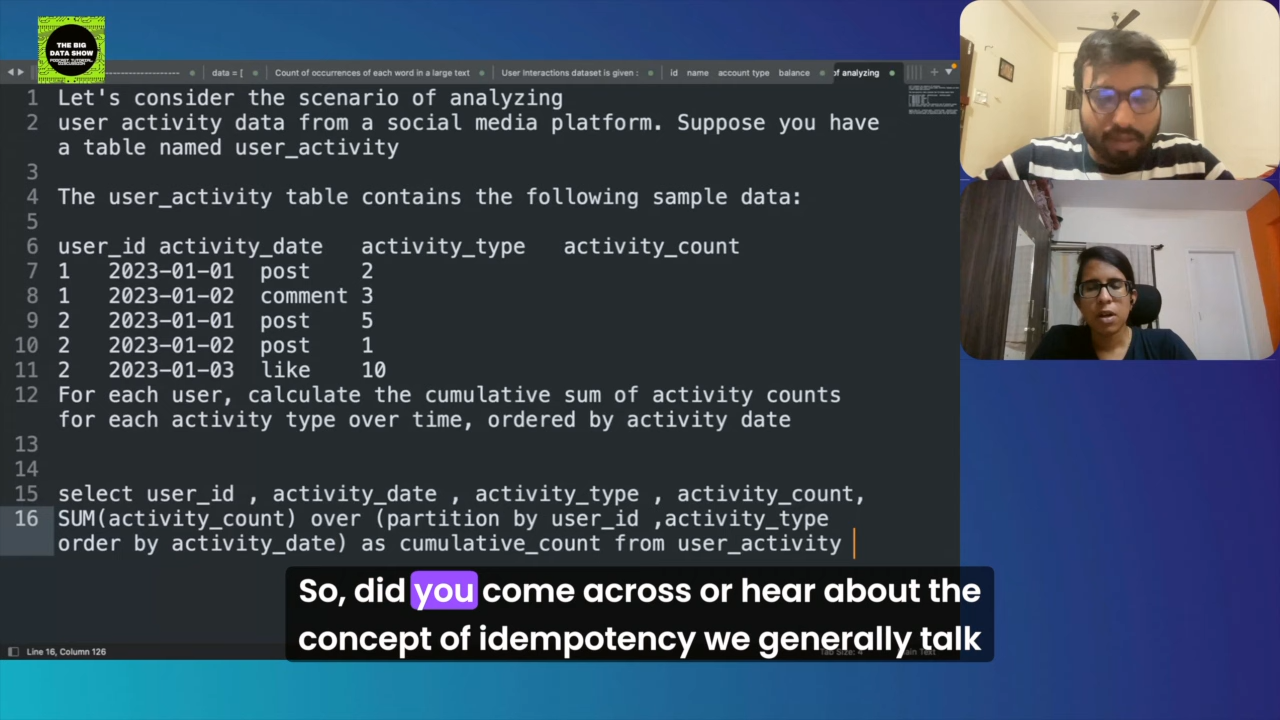 THE BIG
DATA SHOW
PODCAST, TUTORIAL,
DISCUSSION
data = [
Count of occurrences of each word in a large text
User Interactions dataset is given :
id name account type balance
of analyzing
1 Let's consider the scenario of analyzing
2 user activity data from a social media platform. Suppose you have
a table named user_activity
3
4 The user_activity table contains the following sample data:
5
6 user_id activity_date activity_type activity_count
7 1 2023-01-01 post 2
8 1 2023-01-02 comment 3
9 2 2023-01-01 post 5
10 2 2023-01-02 post 1
11 2 2023-01-03 like 10
12 For each user, calculate the cumulative sum of activity counts
for each activity type over time, ordered by activity date
13
14
15 select user_id , activity_date , activity_type , activity_count,
16 SUM(activity_count) over (partition by user_id ,activity_type
order by activity_date) as cumulative_count from user_activity
So, did you come across or hear about the
concept of idempotency we generally talk
Line 16, Column 126
Tab Size: 4
Plain Text